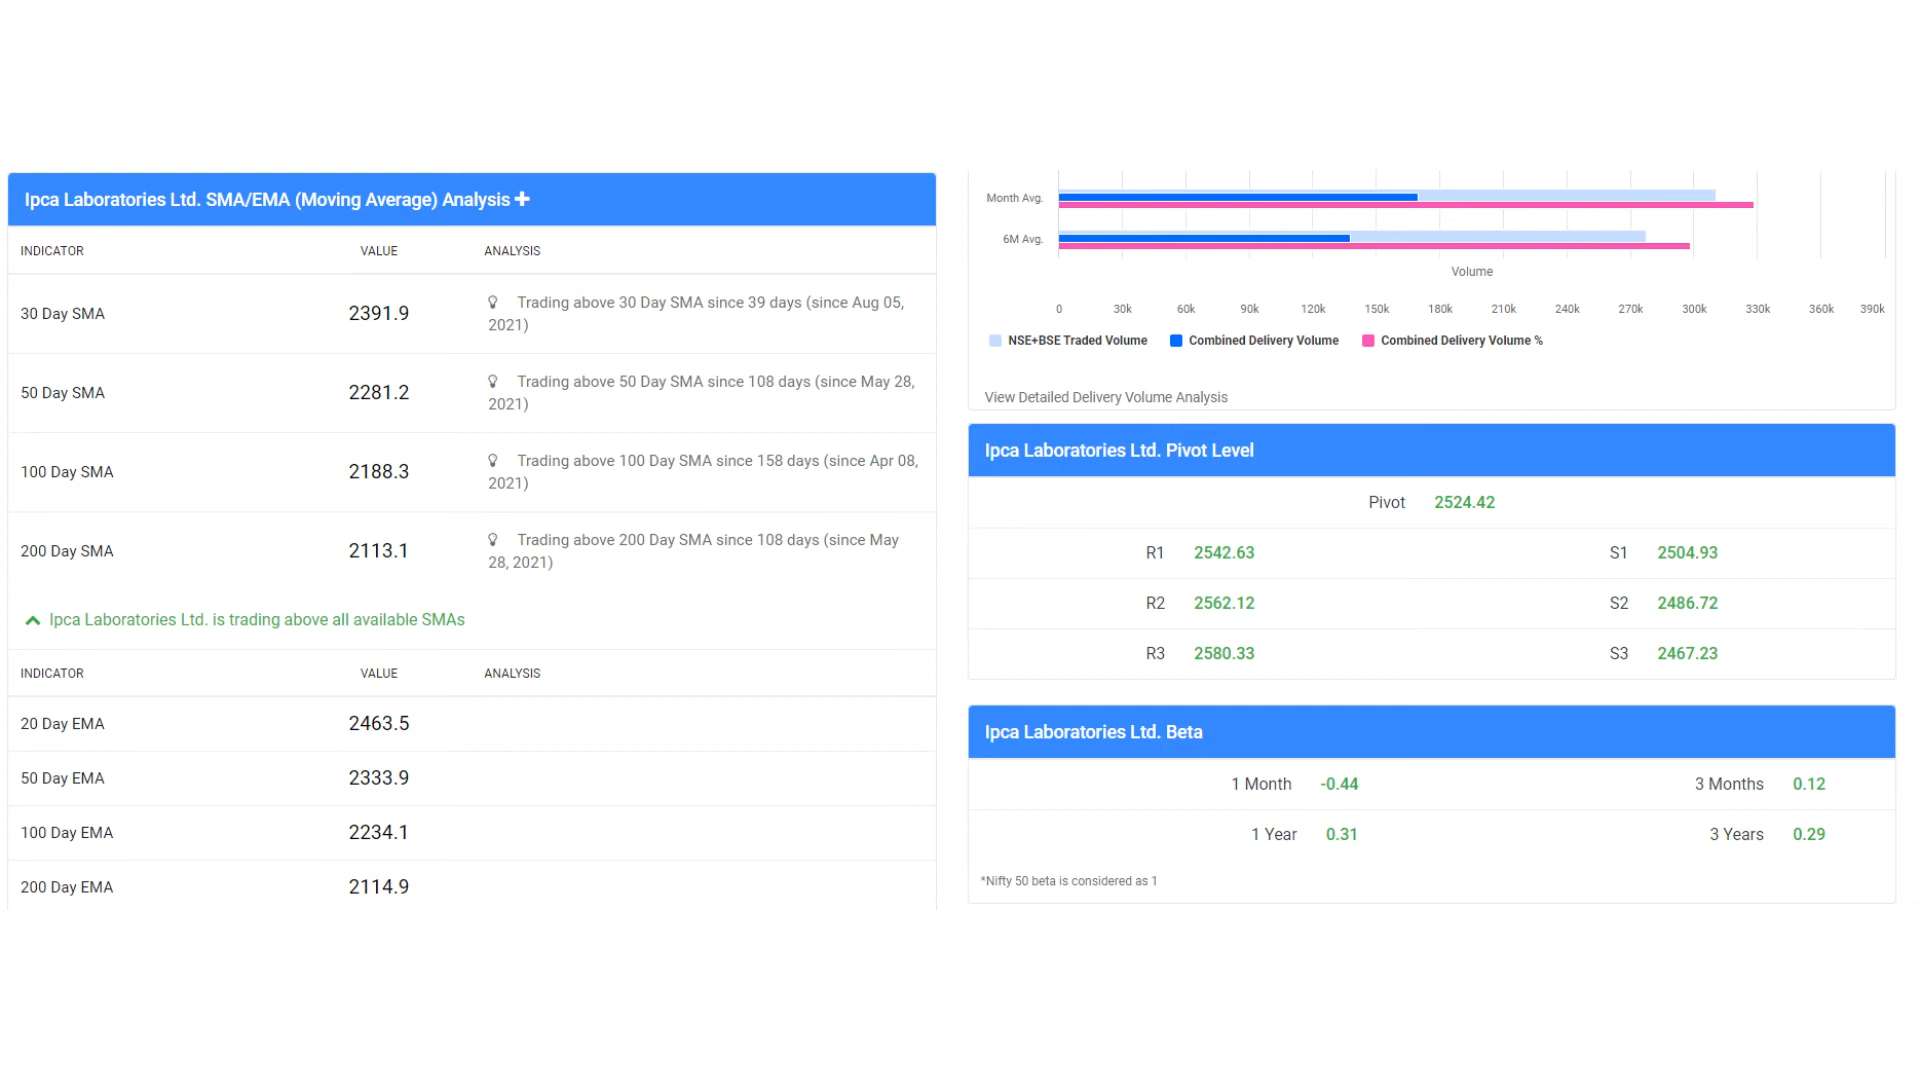 Ipca Laboratories Ltd. SMA/EMA (Moving Average) Analysis
INDICATOR VALUE ANALYSIS
30 Day SMA 2391.9 Trading above 30 Day SMA since 39 days (since Aug 05,
2021)
50 Day SMA 2281.2 Trading above 50 Day SMA since 108 days (since May 28,
2021)
100 Day SMA 2188.3 Trading above 100 Day SMA since 158 days (since Apr 08,
2021)
200 Day SMA 2113.1 Trading above 200 Day SMA since 108 days (since May
28, 2021)
Ipca Laboratories Ltd. is trading above all available SMAs
INDICATOR VALUE ANALYSIS
20 Day EMA 2463.5
50 Day EMA 2333.9
100 Day EMA 2234.1
200 Day EMA 2114.9
Month Avg.
6M Avg.
Volume
0 30k 60k 90k 120k 150k 180k 210k 240k 270k 300k 330k 360k 390k
NSE+BSE Traded Volume Combined Delivery Volume Combined Delivery Volume %
View Detailed Delivery Volume Analysis
Ipca Laboratories Ltd. Pivot Level
Pivot 2524.42
R1 2542.63 S1 2504.93
R2 2562.12 S2 2486.72
R3 2580.33 S3 2467.23
Ipca Laboratories Ltd. Beta
1 Month -0.44 3 Months 0.12
1 Year 0.31 3 Years 0.29
*Nifty 50 beta is considered as 1